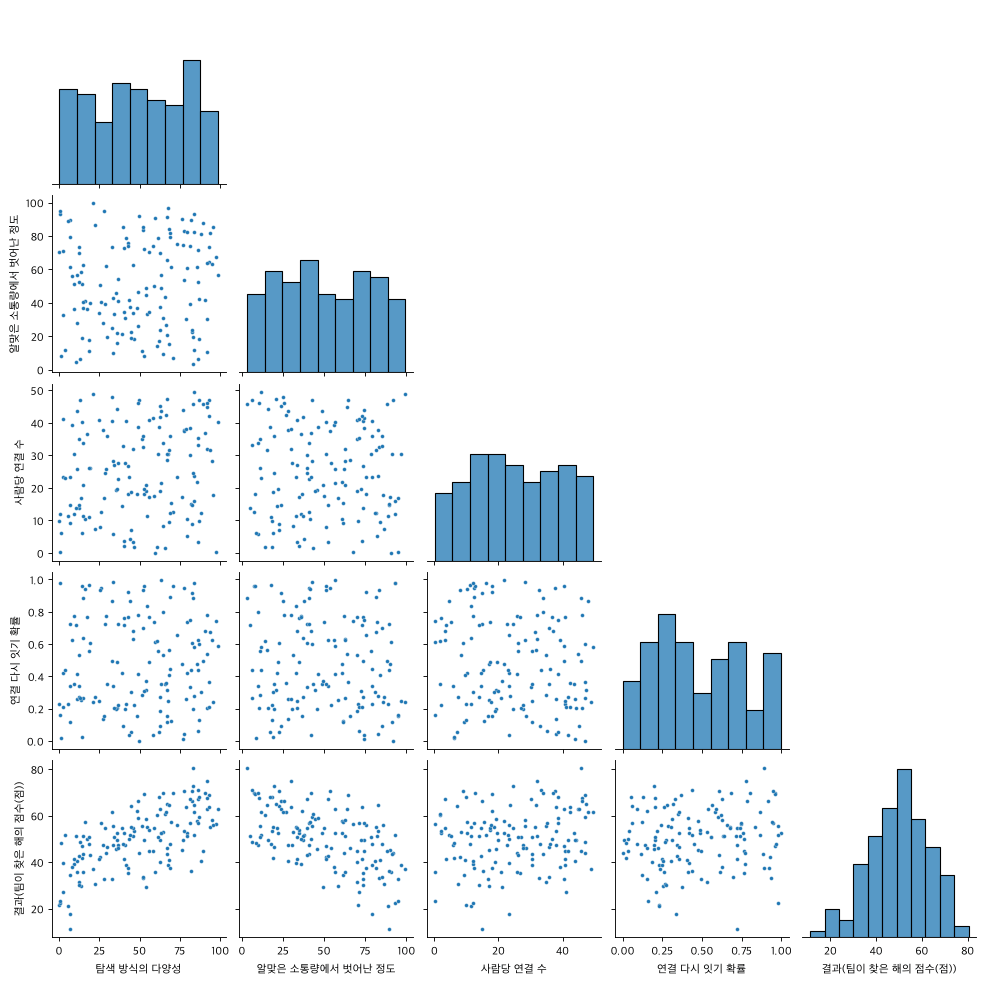 알맞은 소통량에서 벗어난 정도
100
80
60
40
20
0
사람당 연결 수
50
40
30
20
10
0
연결 다시 잇기 확률
1.0
0.8
0.6
0.4
0.2
0.0
결과(팀이 찾은 해의 점수(점))
80
60
40
20
0 25 50 75 100
탐색 방식의 다양성
0 25 50 75 100
알맞은 소통량에서 벗어난 정도
0 20 40
사람당 연결 수
0.00 0.25 0.50 0.75 1.00
연결 다시 잇기 확률
20 40 60 80
결과(팀이 찾은 해의 점수(점))